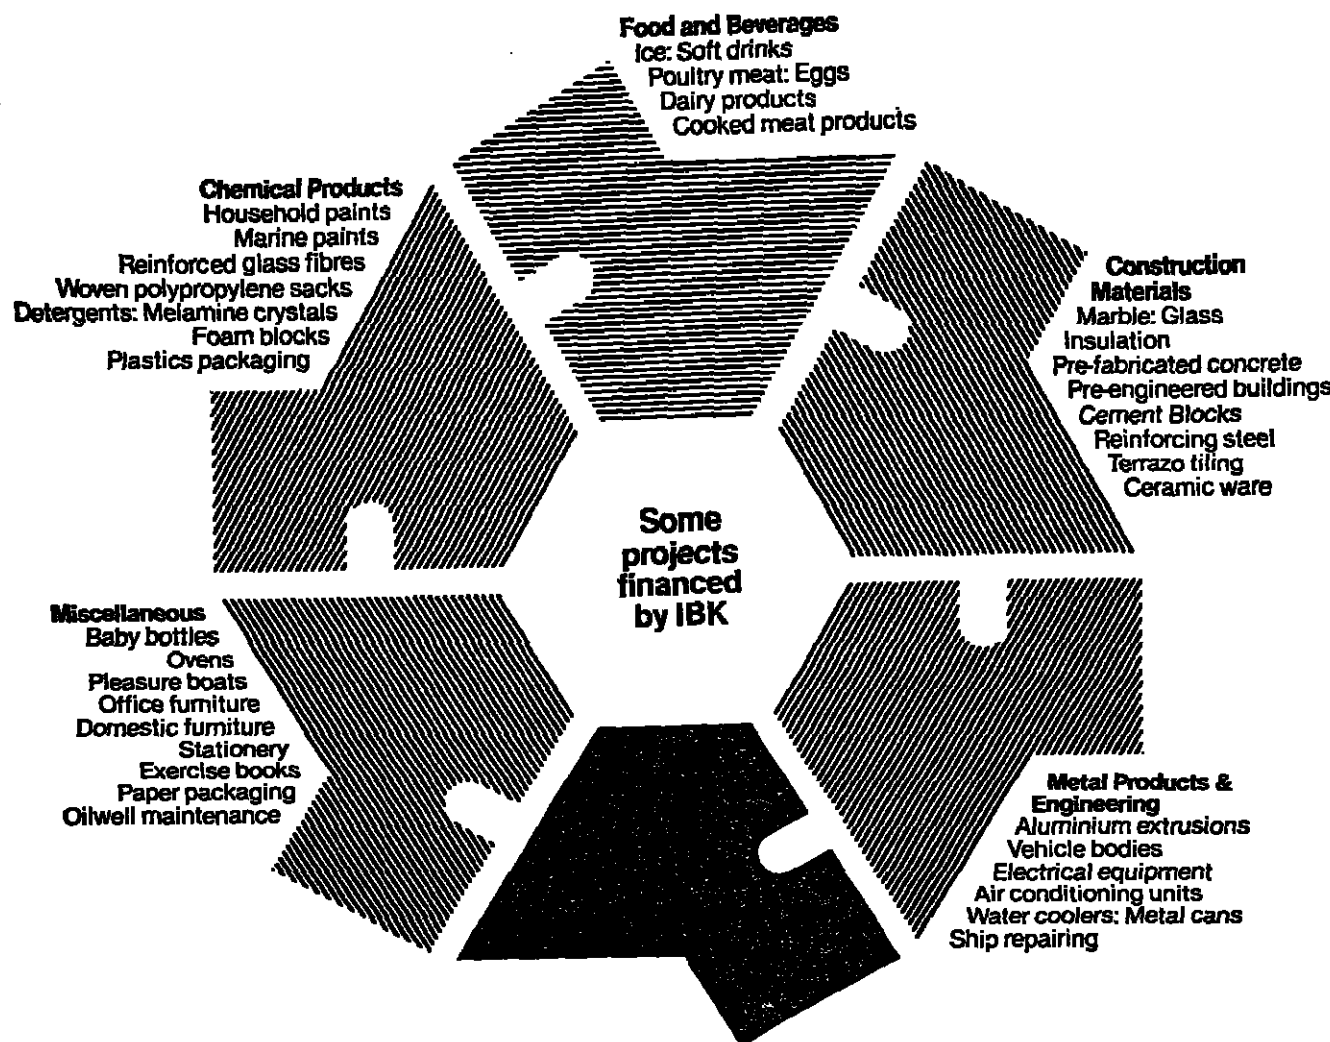 Food and Beverages
Ice: Soft drinks
Poultry meat: Eggs
Dairy products
Cooked meat products
Chemical Products
Household paints
Marine paints
Reinforced glass fibres
Woven polypropylene sacks
Detergents: Melamine crystals
Foam blocks
Plastics packaging
Construction
Materials
Marble: Glass
Insulation
Pre-fabricated concrete
Pre-engineered buildings
Cement Blocks
Reinforcing steel
Terrazo tiling
Ceramic ware
Some
projects
financed
by IBK
Miscellaneous
Baby bottles
Ovens
Pleasure boats
Office furniture
Domestic furniture
Stationery
Exercise books
Paper packaging
Oilwell maintenance
Metal Products &
Engineering
Aluminium extrusions
Vehicle bodies
Electrical equipment
Air conditioning units
Water coolers: Metal cans
Ship repairing